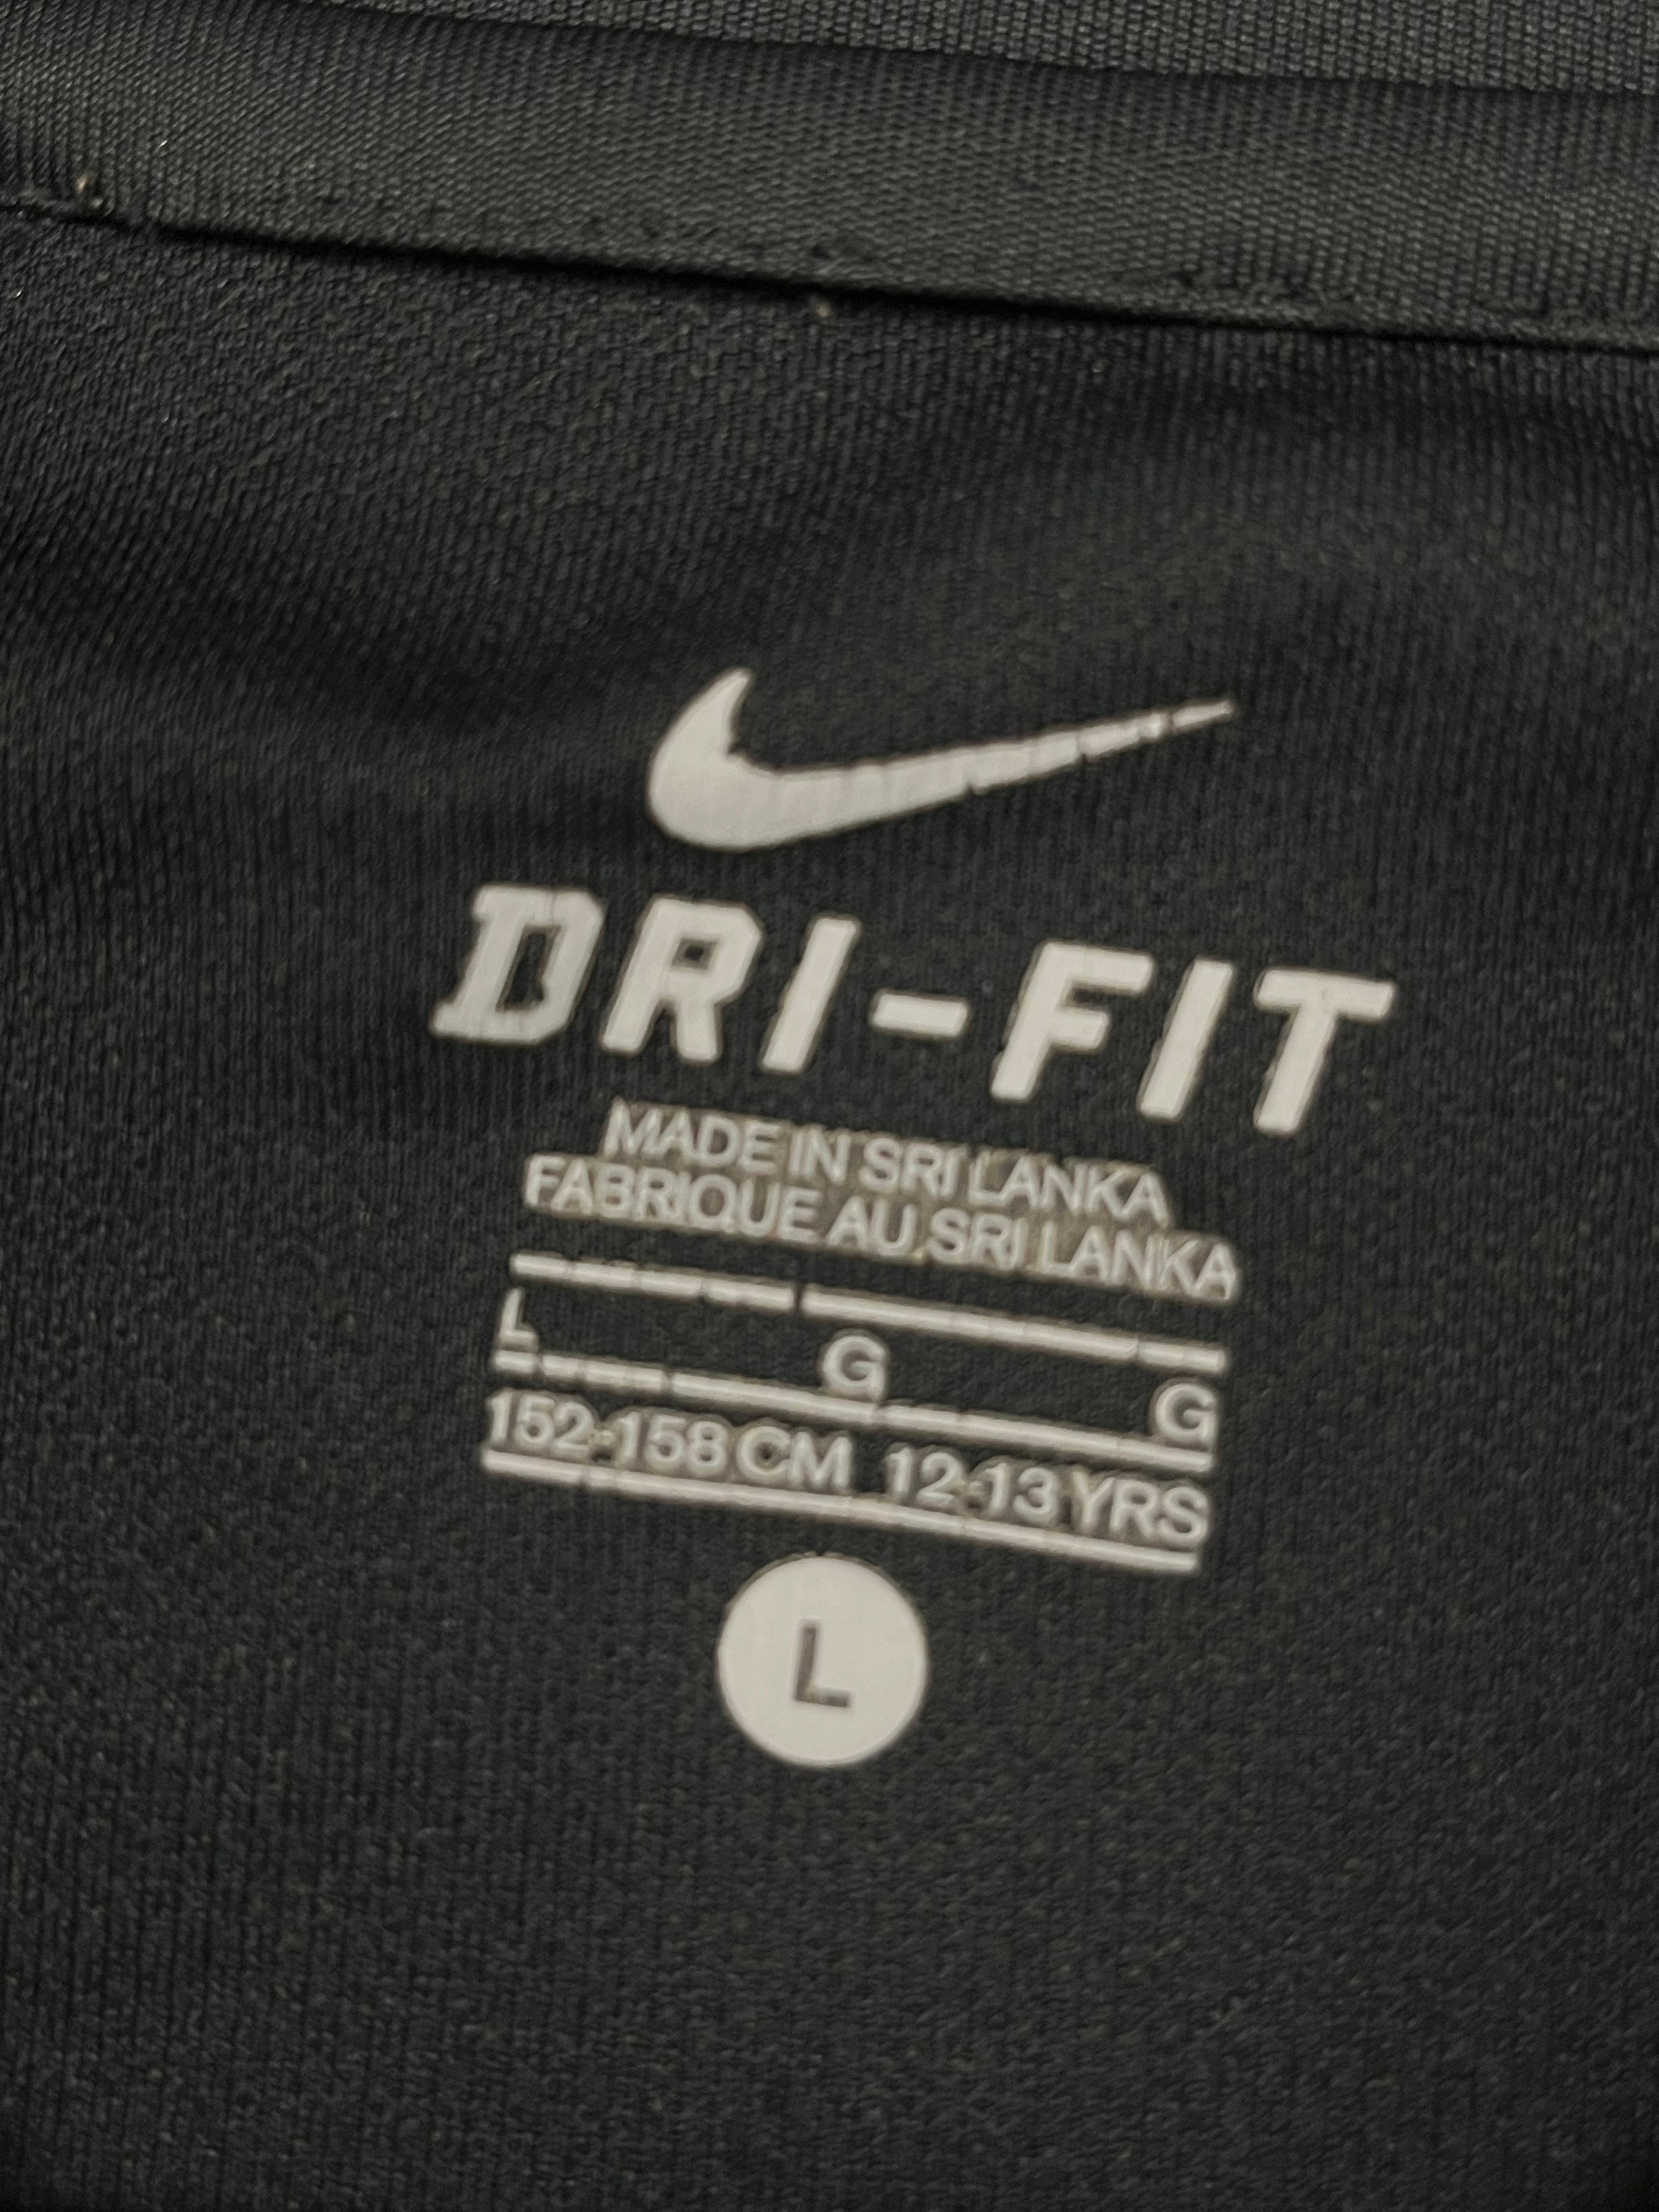 DRI-FIT
MADE IN SRI LANKA
FABRIQUE AU SRI LANKA
L G G
152-158 CM 12-13 YRS
L